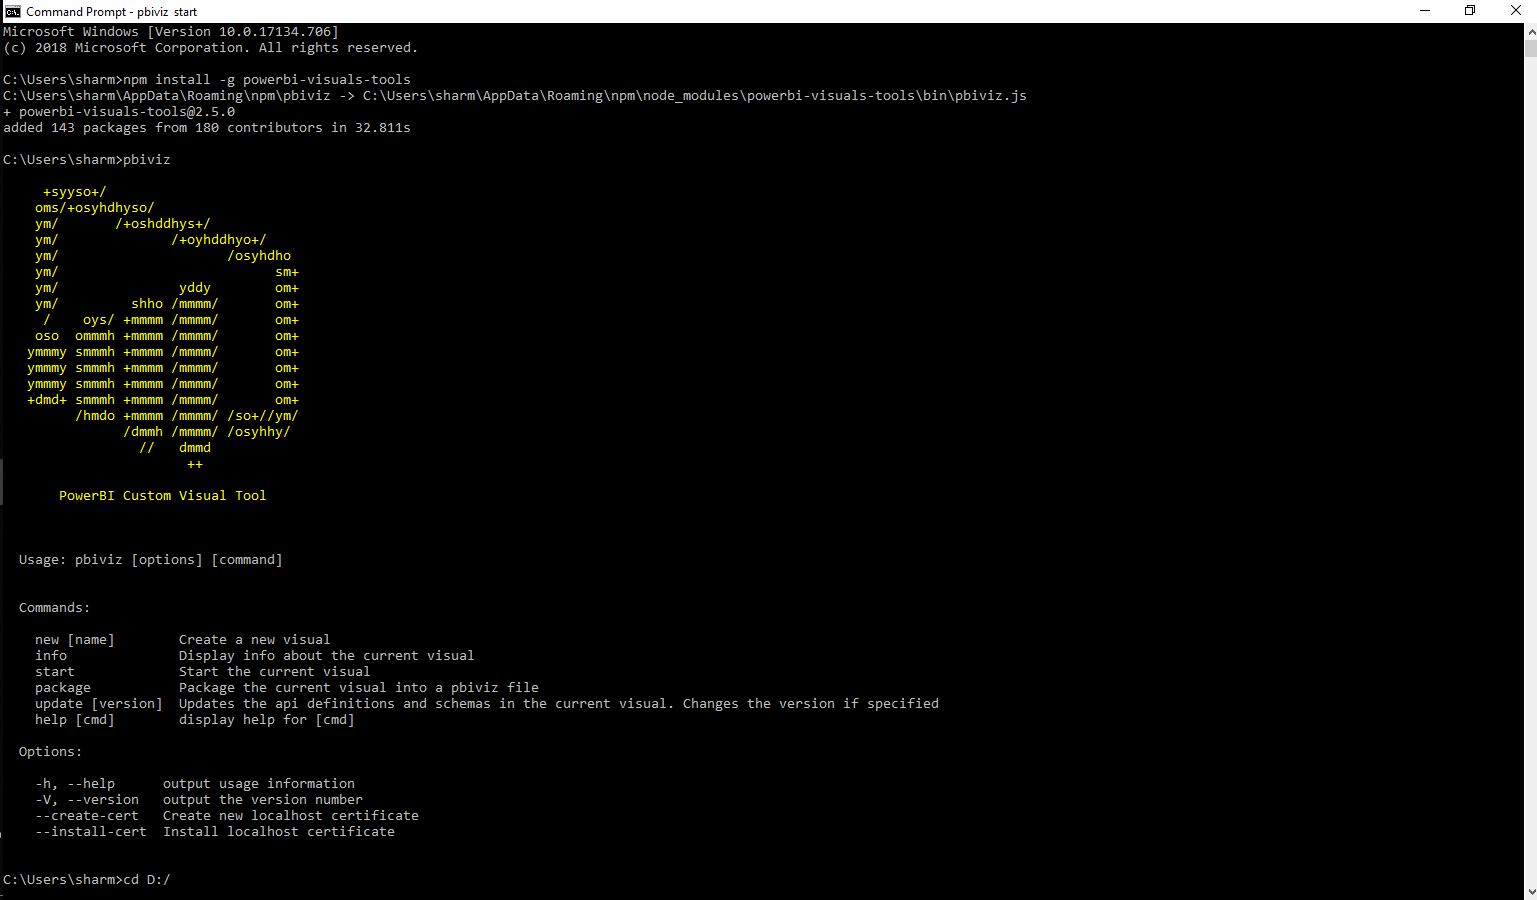 Command Prompt - pbiviz start
Microsoft Windows [Version 10.0.17134.706]
(c) 2018 Microsoft Corporation. All rights reserved.
C:\Users\sharm>npm install -g powerbi-visuals-tools
C:\Users\sharm\AppData\Roaming\npm\pbiviz -> C:\Users\sharm\AppData\Roaming\npm\node_modules\powerbi-visuals-tools\bin\pbiviz.js
+ powerbi-visuals-tools@2.5.0
added 143 packages from 180 contributors in 32.811s
C:\Users\sharm>pbiviz
     +syyso+/
    oms/+osyhdhyso/
    ym/       /+oshddhys+/
    ym/              /+oyhddhyo+/
    ym/                     /osyhdho
    ym/                           sm+
    ym/               yddy        om+
    ym/         shho /mmmm/       om+
     /    oys/ +mmmm /mmmm/       om+
    oso  ommmh +mmmm /mmmm/       om+
   ymmmy smmmh +mmmm /mmmm/       om+
   ymmmy smmmh +mmmm /mmmm/       om+
   ymmmy smmmh +mmmm /mmmm/       om+
   +dmd+ smmmh +mmmm /mmmm/       om+
         /hmdo +mmmm /mmmm/ /so+//ym/
               /dmmh /mmmm/ /osyhhy/
                 //   dmmd
                       ++
       PowerBI Custom Visual Tool
  Usage: pbiviz [options] [command]
  Commands:
    new [name]        Create a new visual
    info              Display info about the current visual
    start             Start the current visual
    package           Package the current visual into a pbiviz file
    update [version]  Updates the api definitions and schemas in the current visual. Changes the version if specified
    help [cmd]        display help for [cmd]
  Options:
    -h, --help      output usage information
    -V, --version   output the version number
    --create-cert   Create new localhost certificate
    --install-cert  Install localhost certificate
C:\Users\sharm>cd D:/